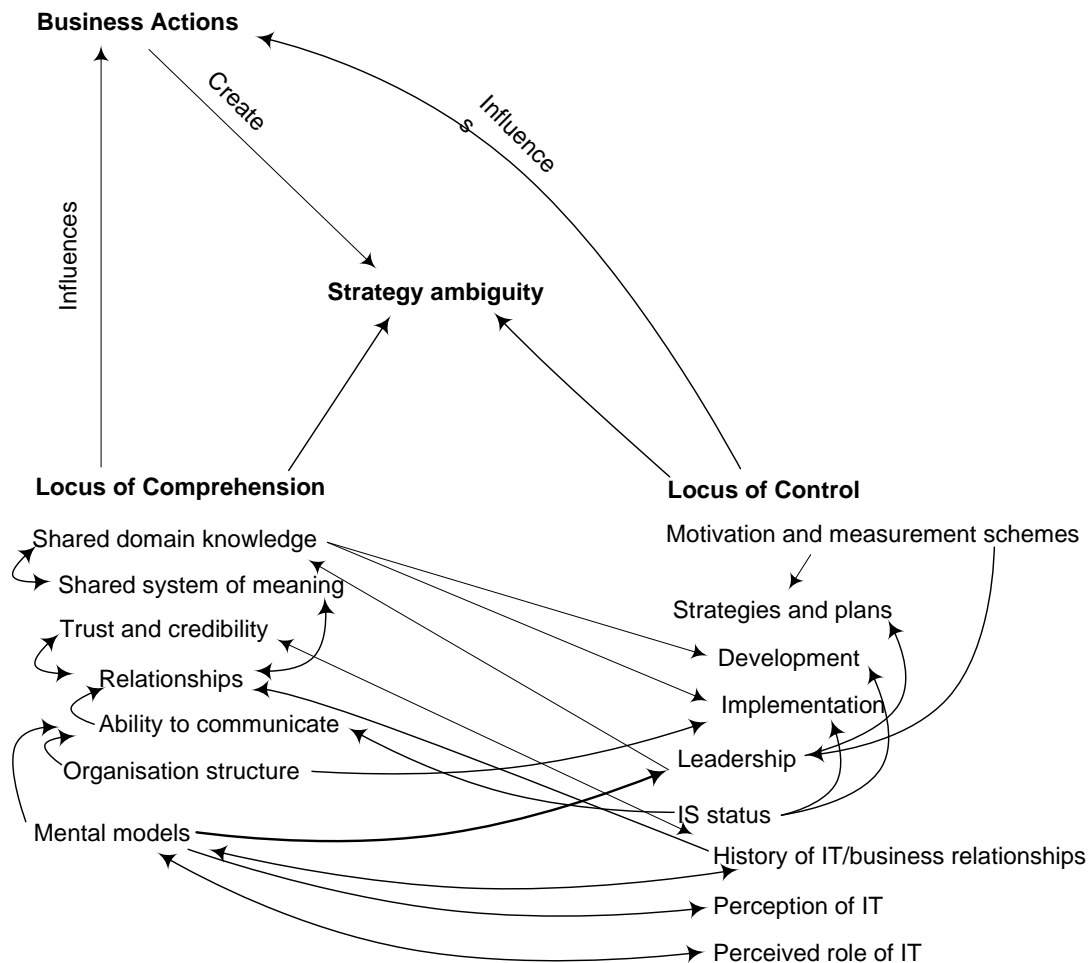 Business Actions
Create
Influence
s
Influences
Strategy ambiguity
Locus of Comprehension
Locus of Control
Shared domain knowledge
Motivation and measurement schemes
Shared system of meaning
Strategies and plans
Trust and credibility
Development
Relationships
Implementation
Ability to communicate
Leadership
Organisation structure
IS status
Mental models
History of IT/business relationships
Perception of IT
Perceived role of IT